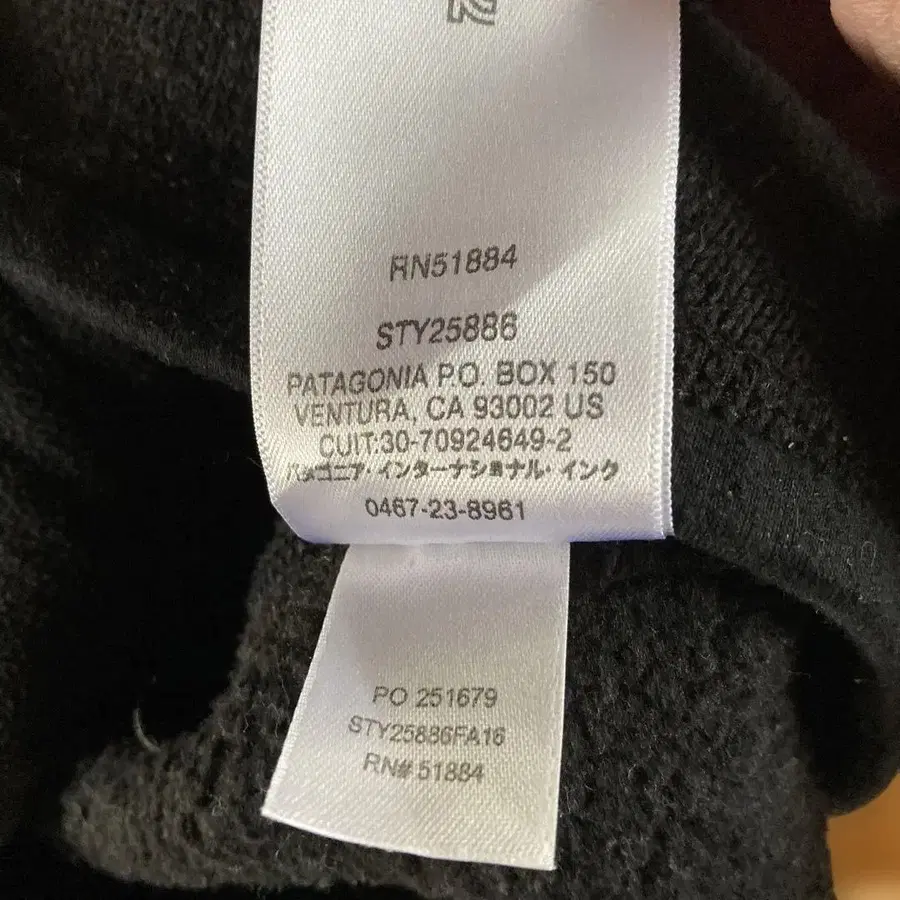 RN51884
STY25886
PATAGONIA P.O. BOX 150
VENTURA, CA 93002 US
CUIT:30-70924649-2
パタゴニア・インターナショナル・インク
0467-23-8961
PO 251679
STY25886FA16
RN# 51884